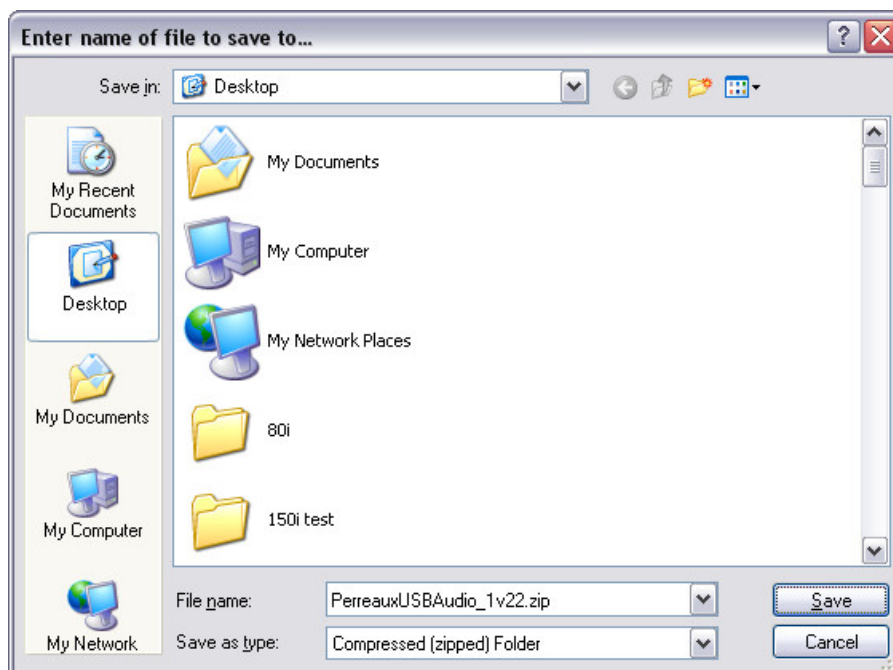 Enter name of file to save to...
Save in:
Desktop
My Recent
Documents
Desktop
My Documents
My Computer
My Network
My Documents
My Computer
My Network Places
80i
150i test
File name:
PerreauxUSBAudio_1v22.zip
Save
Save as type:
Compressed (zipped) Folder
Cancel